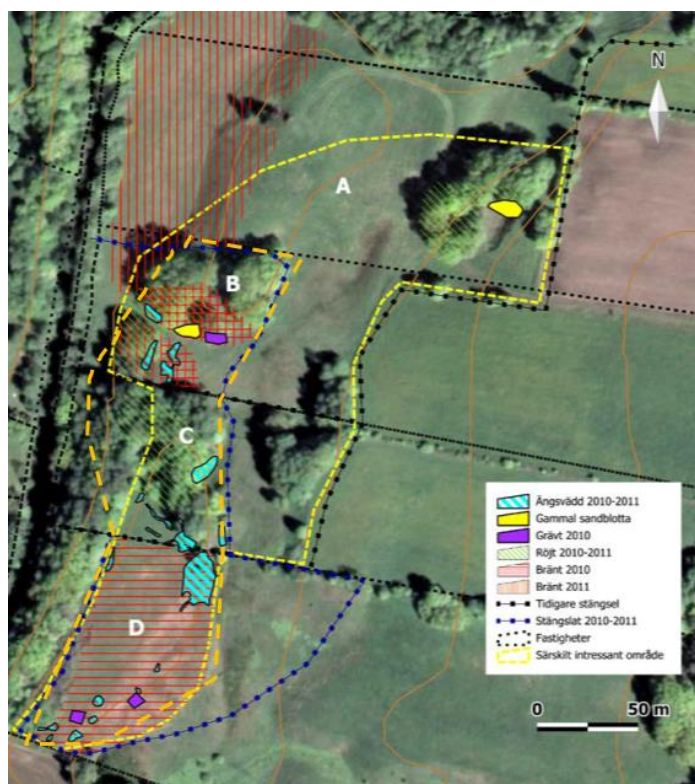 N
A
B
C
D
Ängsvädd 2010-2011
Gammal sandblotta
Grävt 2010
Röjt 2010-2011
Bränt 2010
Bränt 2011
Tidigare stängsel
Stängslat 2010-2011
Fastigheter
Särskilt intressant område
0 50 m